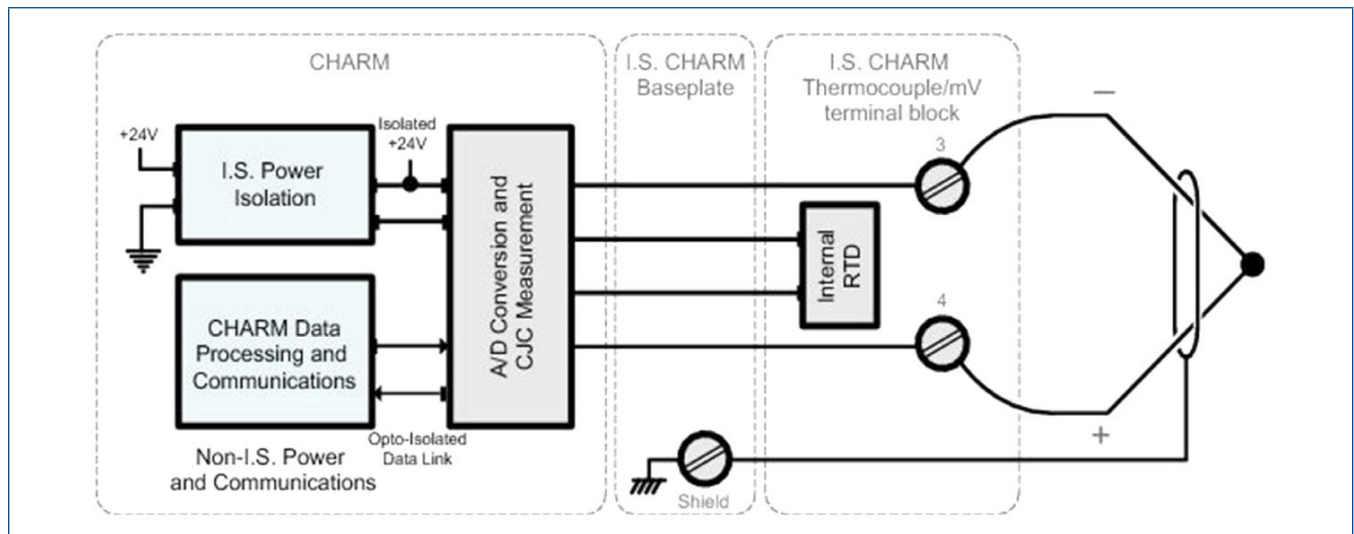 CHARM
I.S. CHARM
Baseplate
I.S. CHARM
Thermocouple/mV
terminal block
+24V
I.S. Power
Isolation
Isolated
+24V
A/D Conversion and
CJC Measurement
CHARM Data
Processing and
Communications
Opto-Isolated
Data Link
Non-I.S. Power
and Communications
Internal
RTD
3
4
−
+
Shield